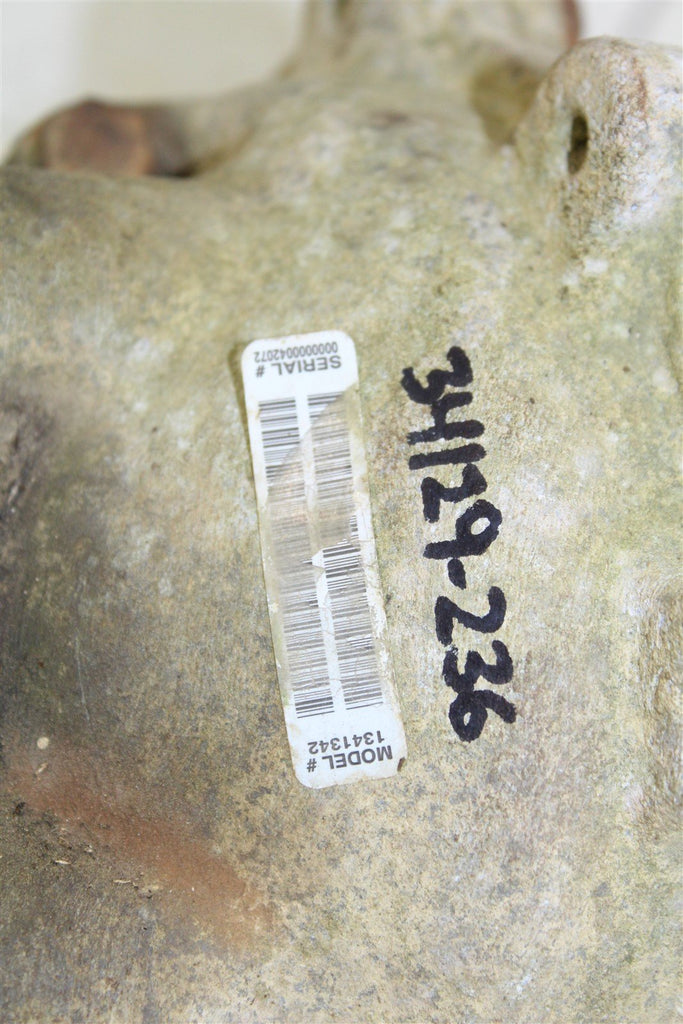 SERIAL #
0000000042072
MODEL #
1341342
34129-236